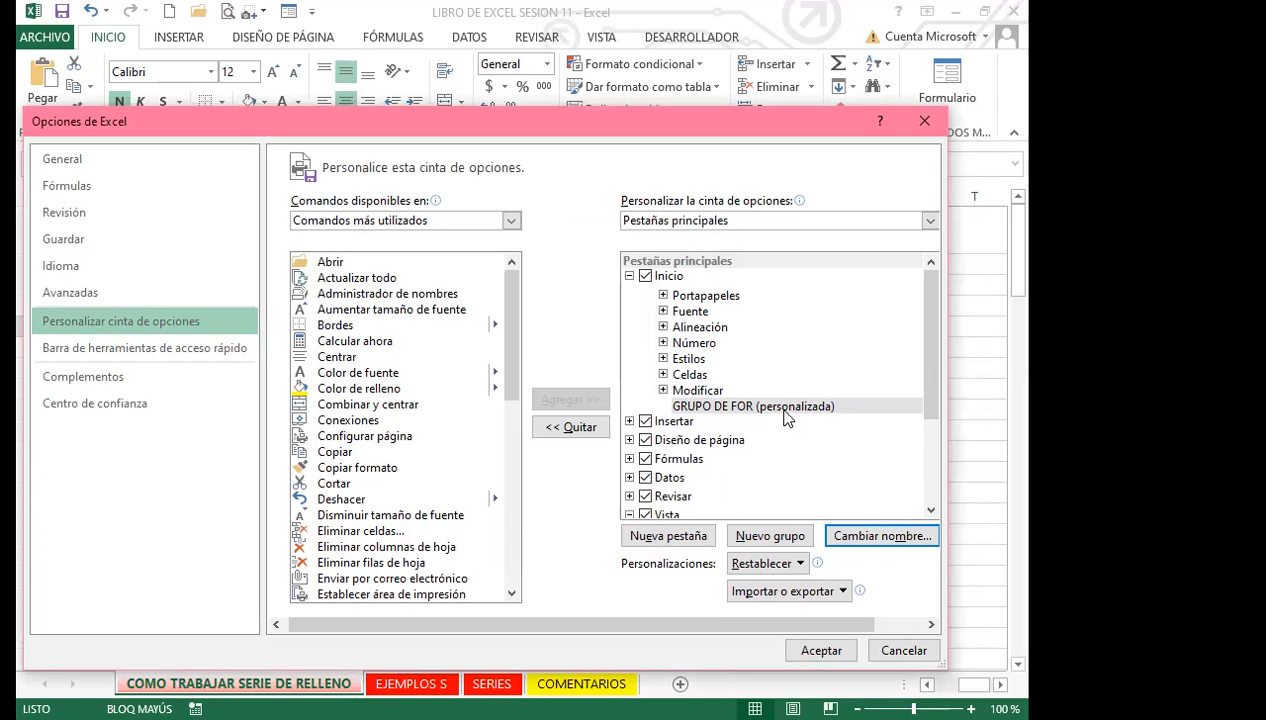 LIBRO DE EXCEL SESION 11 - Excel
ARCHIVO INICIO INSERTAR DISEÑO DE PÁGINA FÓRMULAS DATOS REVISAR VISTA DESARROLLADOR Cuenta Microsoft
Calibri 12 General Formato condicional Insertar
Pegar N K S $ % 000 Dar formato como tabla Eliminar Formulario
DOS M...
Opciones de Excel
General
Fórmulas
Revisión
Guardar
Idioma
Avanzadas
Personalizar cinta de opciones
Barra de herramientas de acceso rápido
Complementos
Centro de confianza
Personalice esta cinta de opciones.
Comandos disponibles en:
Comandos más utilizados
Abrir
Actualizar todo
Administrador de nombres
Aumentar tamaño de fuente
Bordes
Calcular ahora
Centrar
Color de fuente
Color de relleno
Combinar y centrar
Conexiones
Configurar página
Copiar
Copiar formato
Cortar
Deshacer
Disminuir tamaño de fuente
Eliminar celdas...
Eliminar columnas de hoja
Eliminar filas de hoja
Enviar por correo electrónico
Establecer área de impresión
Agregar >>
<< Quitar
Personalizar la cinta de opciones:
Pestañas principales
Pestañas principales
Inicio
Portapapeles
Fuente
Alineación
Número
Estilos
Celdas
Modificar
GRUPO DE FOR (personalizada)
Insertar
Diseño de página
Fórmulas
Datos
Revisar
Vista
Nueva pestaña Nuevo grupo Cambiar nombre...
Personalizaciones: Restablecer
Importar o exportar
Aceptar Cancelar
T
COMO TRABAJAR SERIE DE RELLENO EJEMPLOS S SERIES COMENTARIOS
LISTO BLOQ MAYÚS 100 %